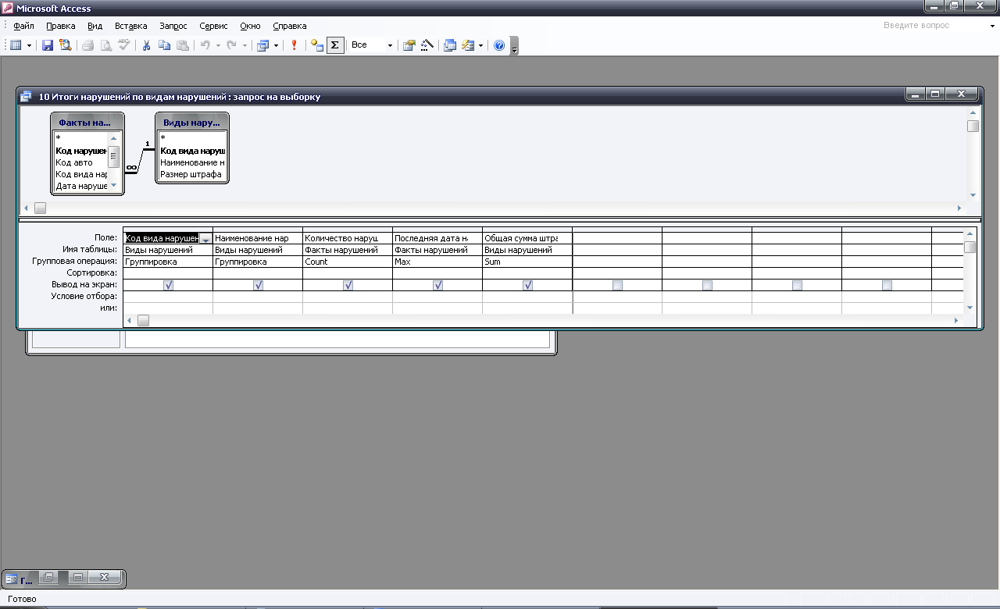 Microsoft Access
Файл Правка Вид Вставка Запрос Сервис Окно Справка Введите вопрос
ABC Σ Все
10 Итоги нарушений по видам нарушений : запрос на выборку
Факты на... Виды нару...
* *
Код нарушен Код вида наруш
Код авто Наименование н
Код вида нар Размер штрафа
Дата наруше
1
∞
Поле: Код вида нарушен Наименование нар Количество наруш Последняя дата н Общая сумма штра
Имя таблицы: Виды нарушений Виды нарушений Факты нарушений Факты нарушений Виды нарушений
Групповая операция: Группировка Группировка Count Max Sum
Сортировка:
Вывод на экран:
Условие отбора:
или:
Г...
Готово